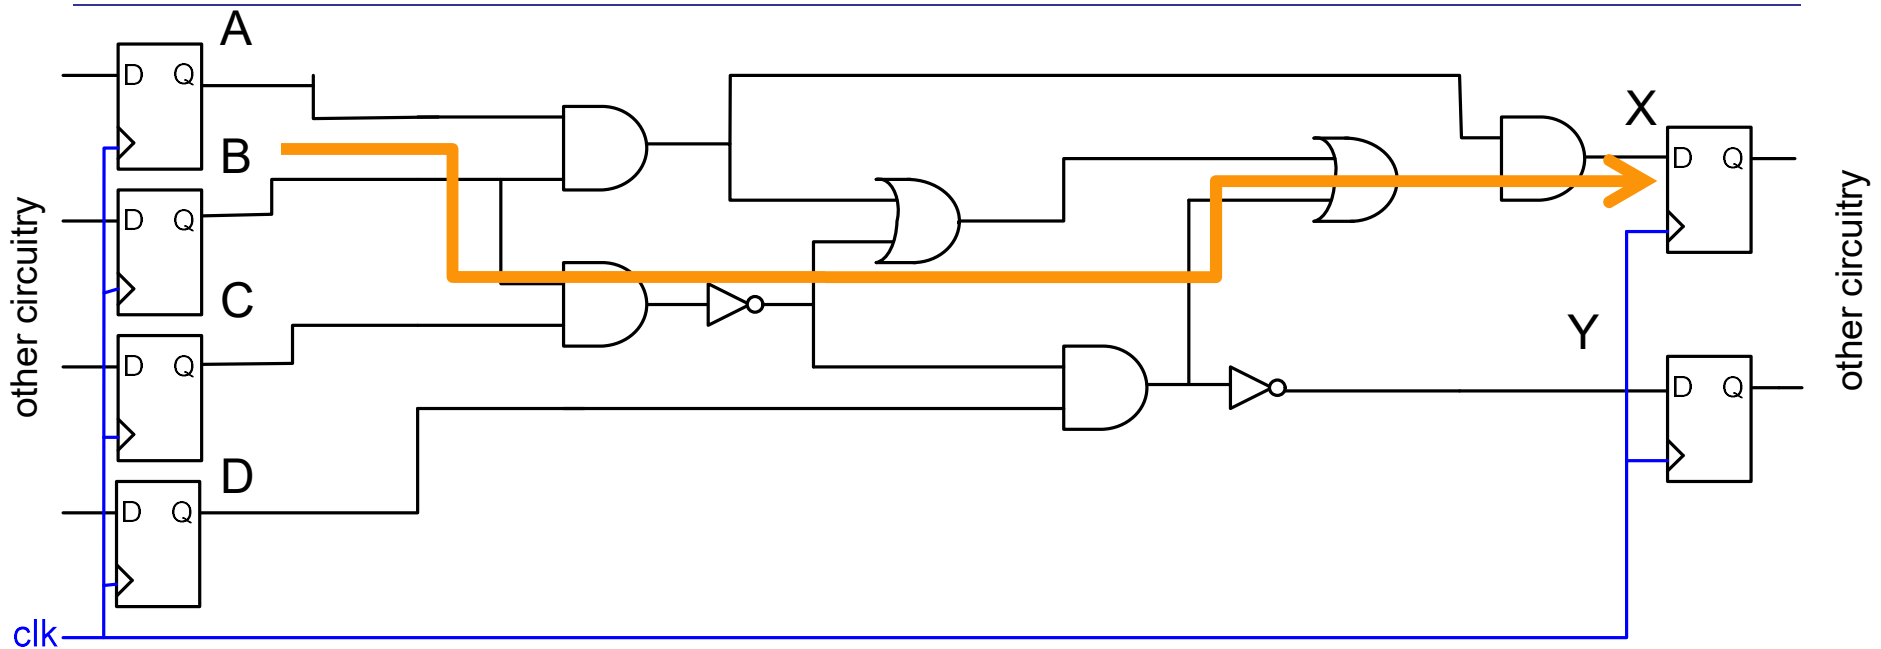 A
D Q
B
D Q
C
D Q
D
D Q
other circuitry
clk
X
D Q
Y
D Q
other circuitry